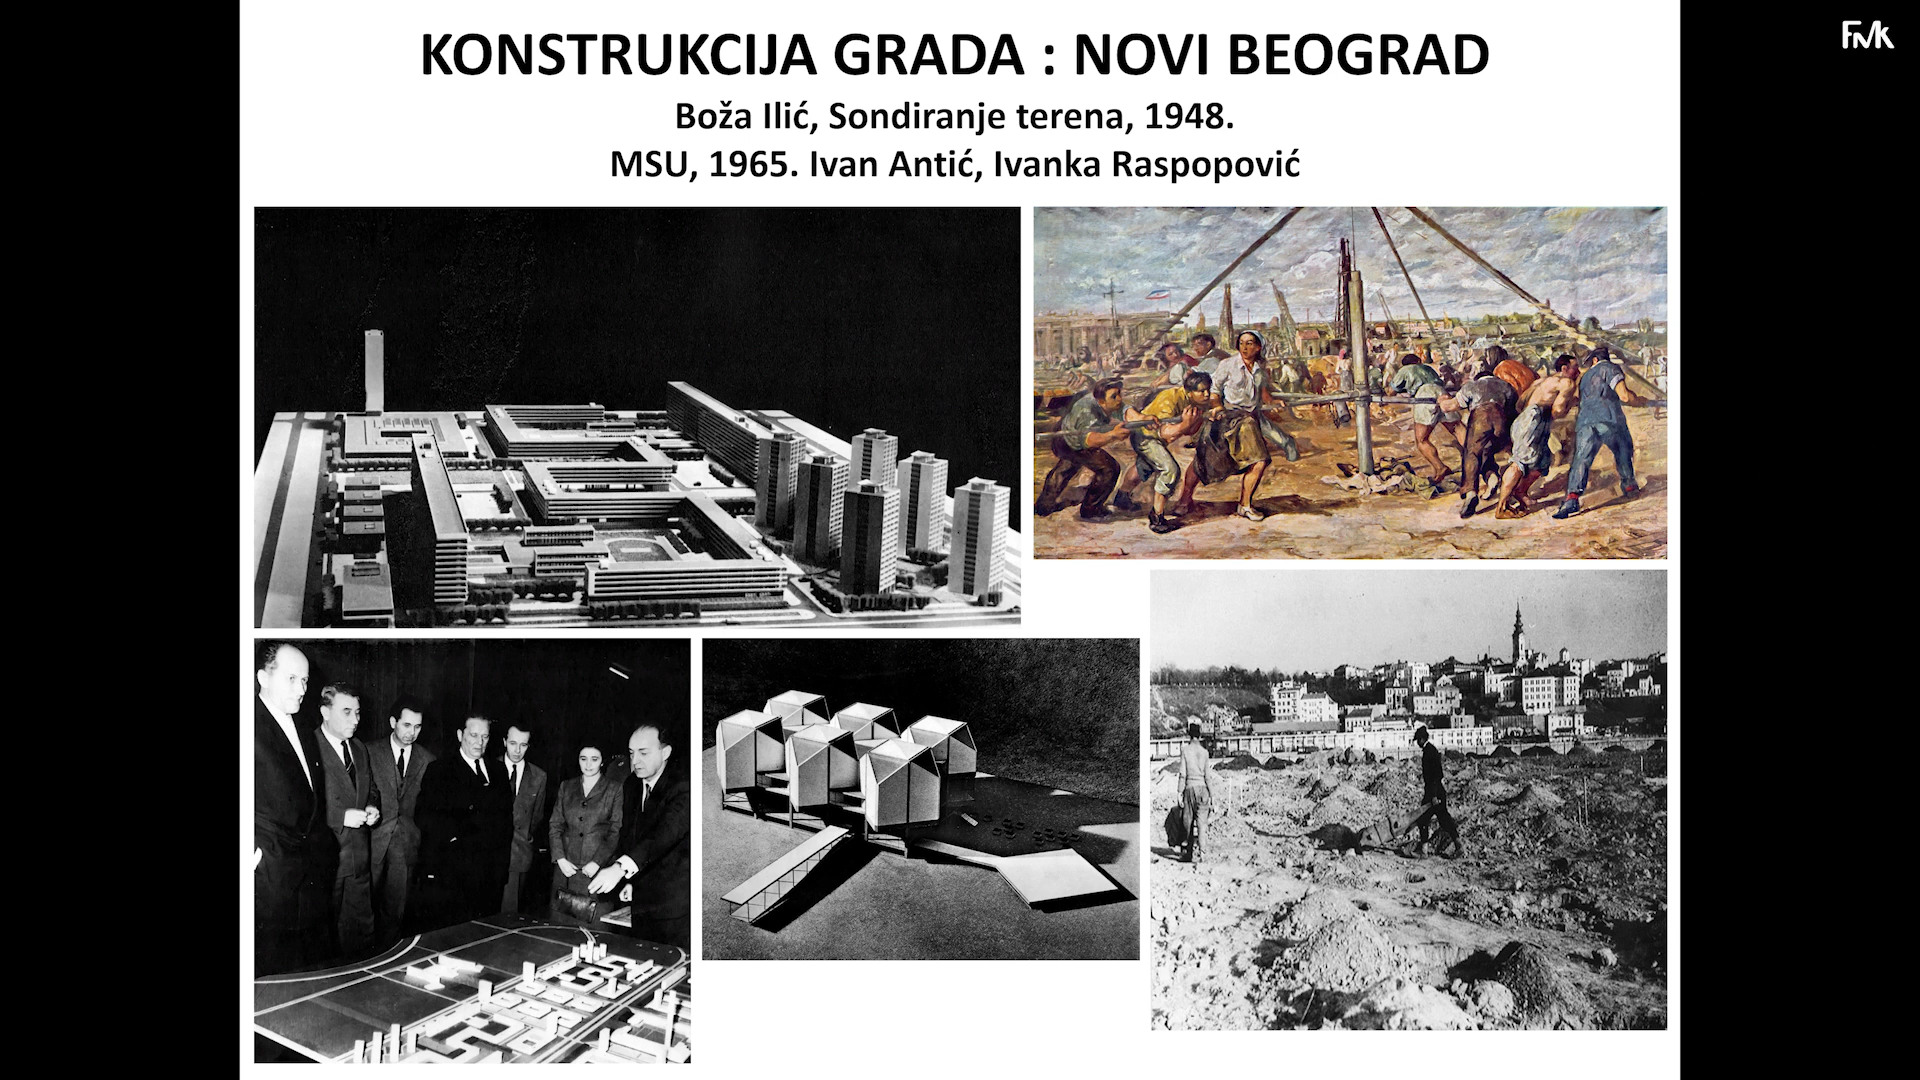 FMK
KONSTRUKCIJA GRADA : NOVI BEOGRAD
Boža Ilić, Sondiranje terena, 1948.
MSU, 1965. Ivan Antić, Ivanka Raspopović